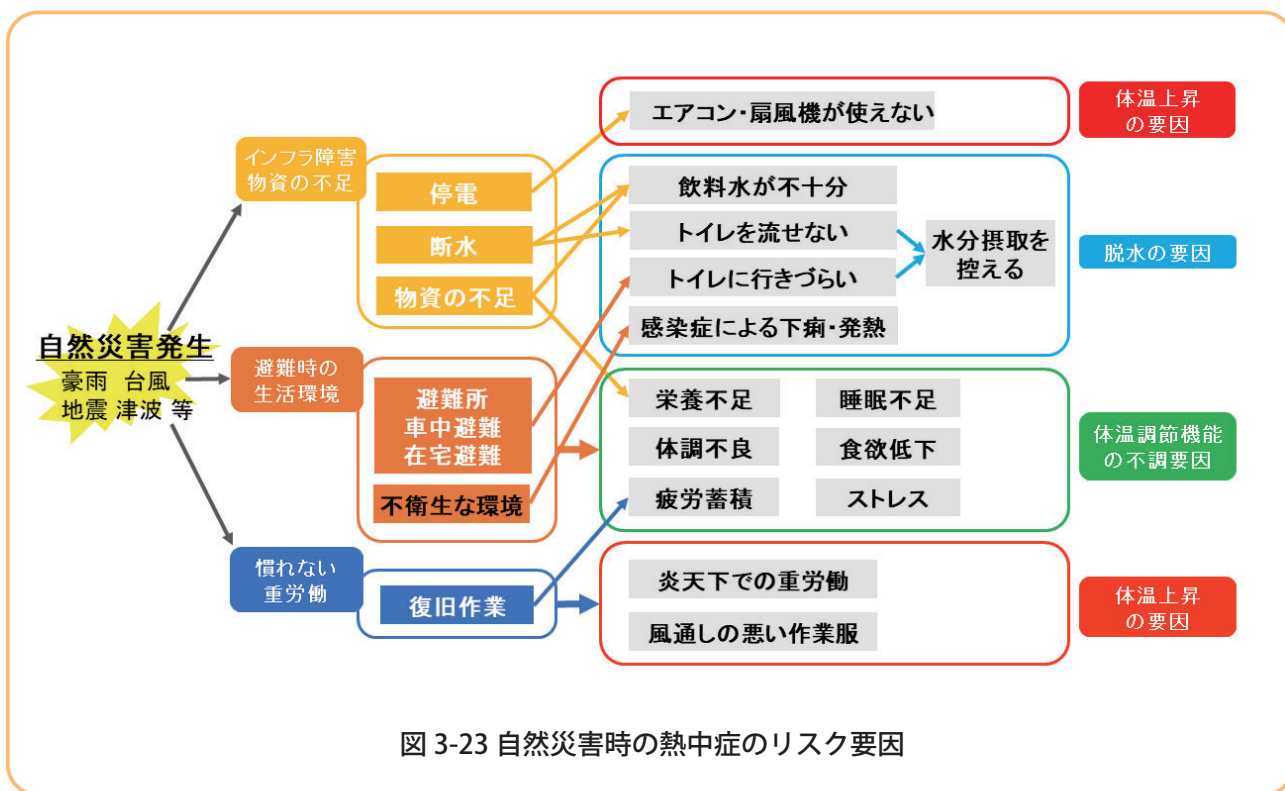 自然災害発生
豪雨 台風
地震 津波 等
インフラ障害
物資の不足
停電
断水
物資の不足
避難時の
生活環境
避難所
車中避難
在宅避難
不衛生な環境
慣れない
重労働
復旧作業
エアコン・扇風機が使えない
体温上昇
の要因
飲料水が不十分
トイレを流せない
トイレに行きづらい
感染症による下痢・発熱
水分摂取を
控える
脱水の要因
栄養不足
睡眠不足
体調不良
食欲低下
疲労蓄積
ストレス
体温調節機能
の不調要因
炎天下での重労働
風通しの悪い作業服
体温上昇
の要因
図 3-23 自然災害時の熱中症のリスク要因